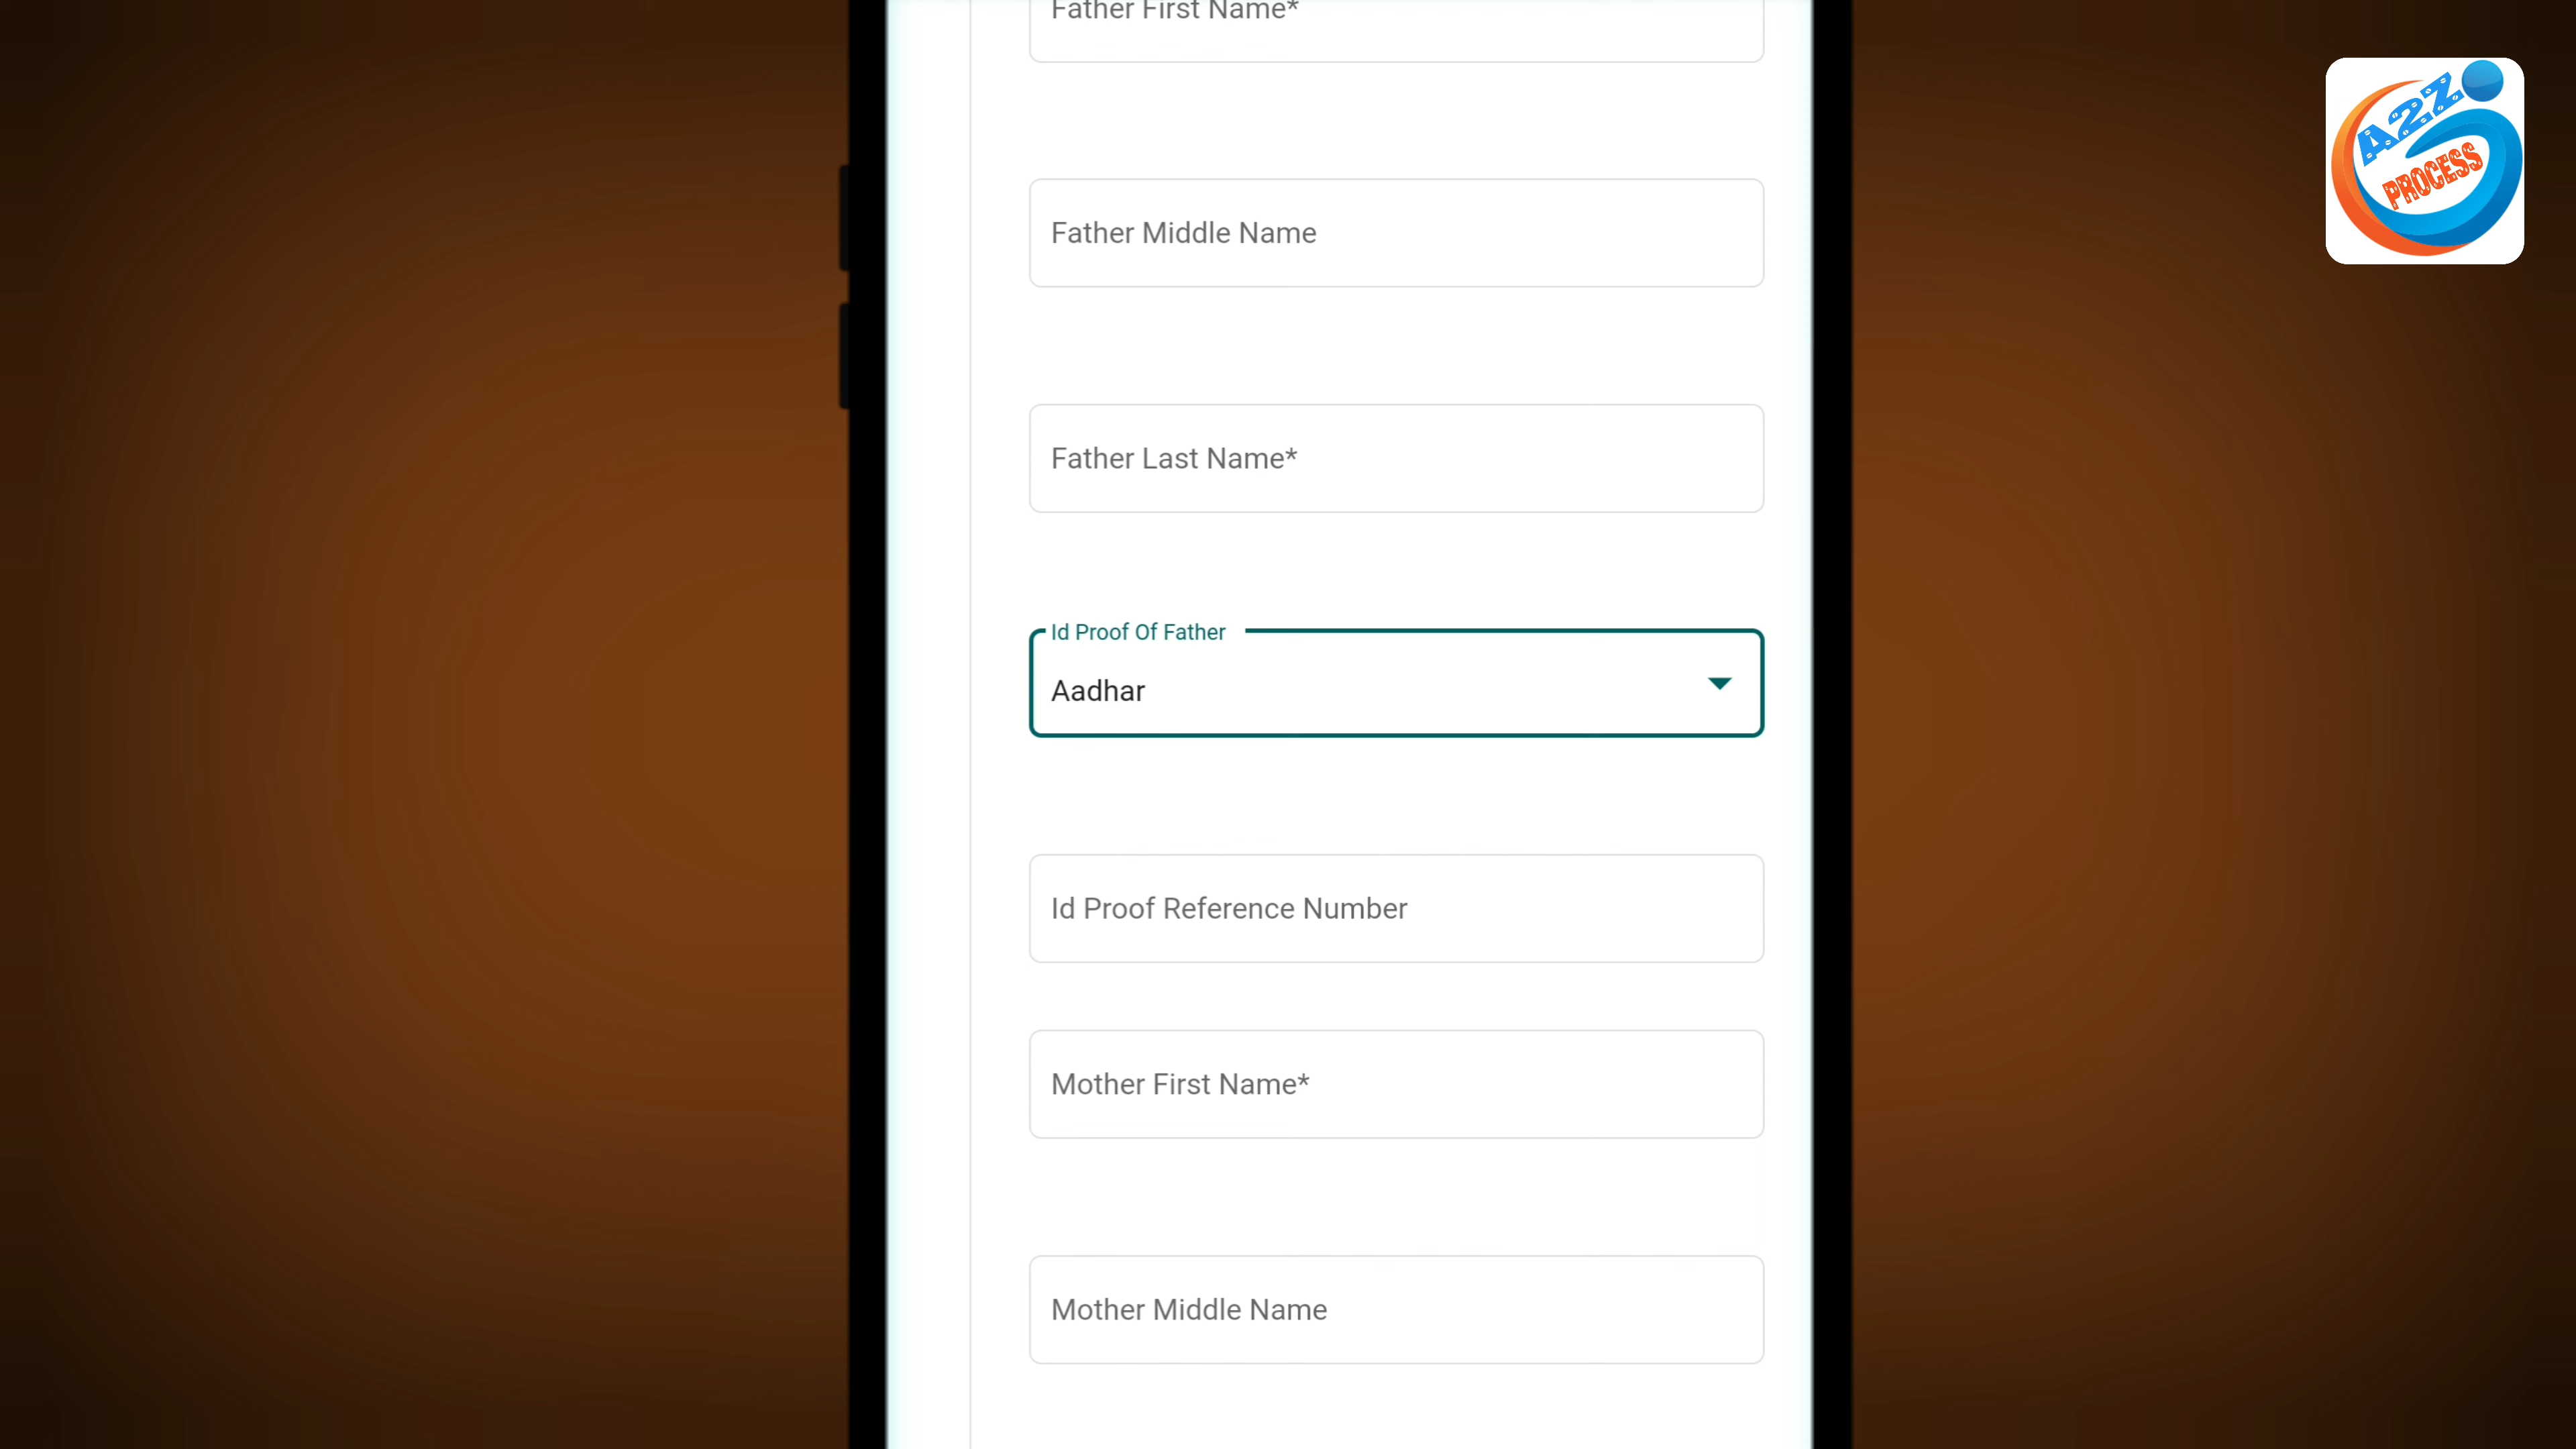 Father First Name*
Father Middle Name
Father Last Name*
Id Proof Of Father
Aadhar
Id Proof Reference Number
Mother First Name*
Mother Middle Name
A2Z
PROCESS